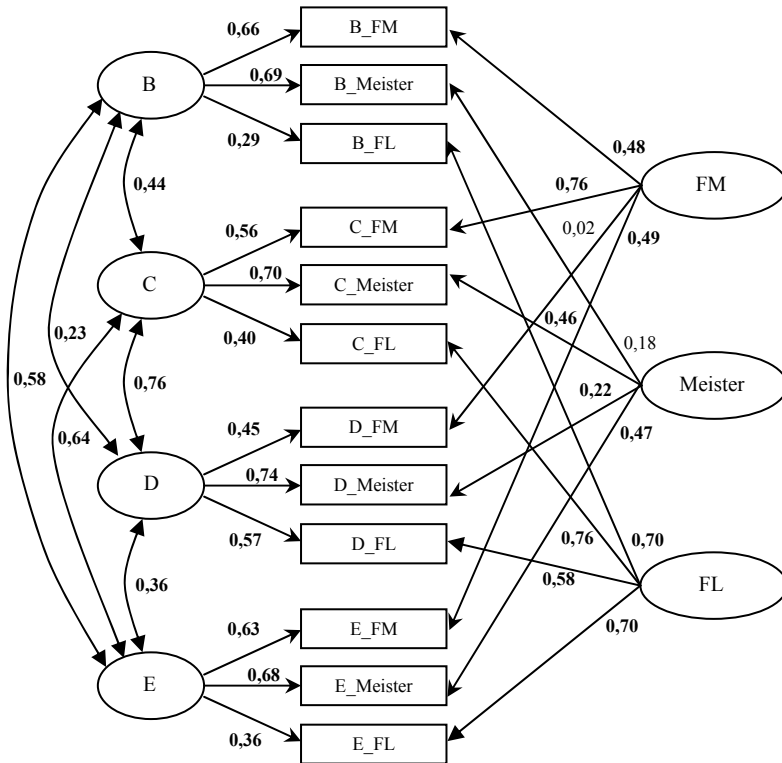 0,66
B_FM
B
0,69
B_Meister
0,29
B_FL
0,48
0,44
FM
0,76
0,02
0,49
0,56
C_FM
C
0,70
C_Meister
0,40
C_FL
0,46
0,18
0,23
0,58
0,76
Meister
0,22
0,47
0,64
0,45
D_FM
D
0,74
D_Meister
0,57
D_FL
0,76
0,70
0,58
FL
0,36
0,70
0,63
E_FM
E
0,68
E_Meister
0,36
E_FL